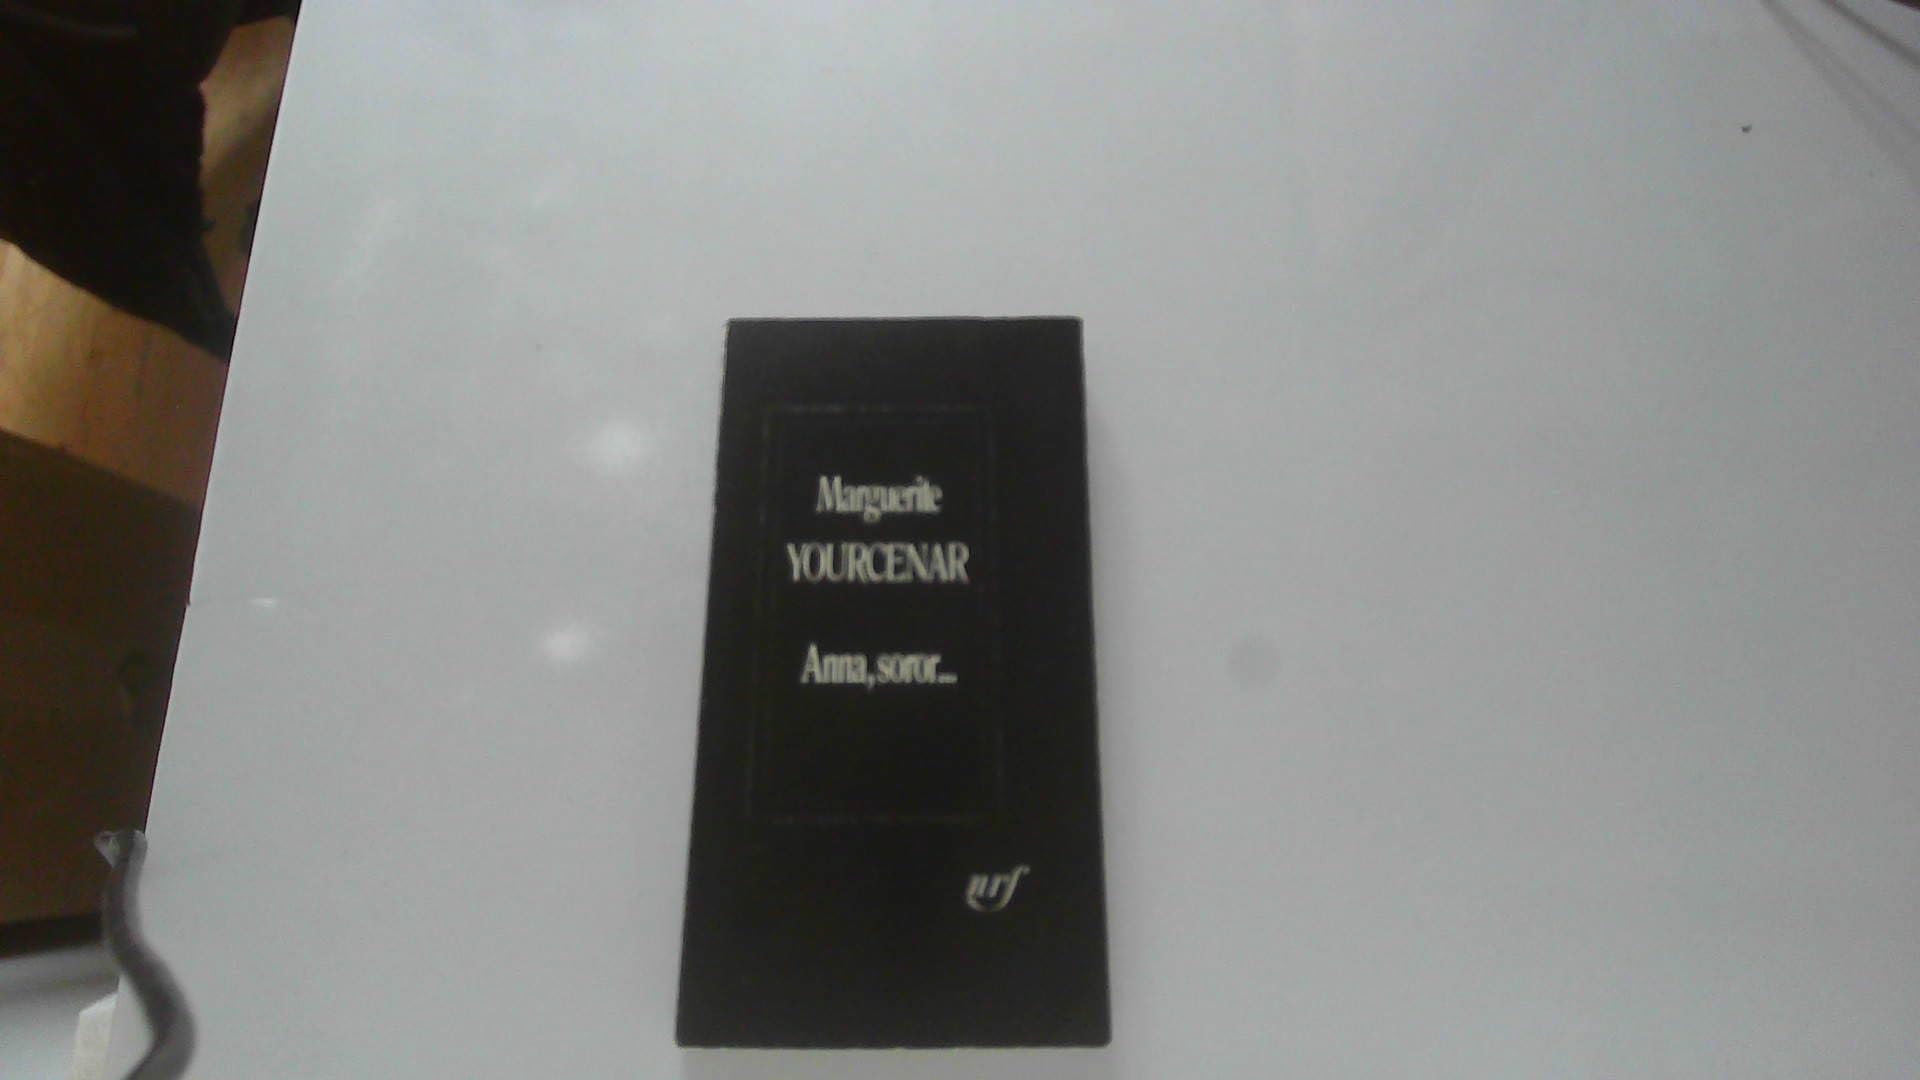 Marguerite
YOURCENAR
Anna, soror...
nrf